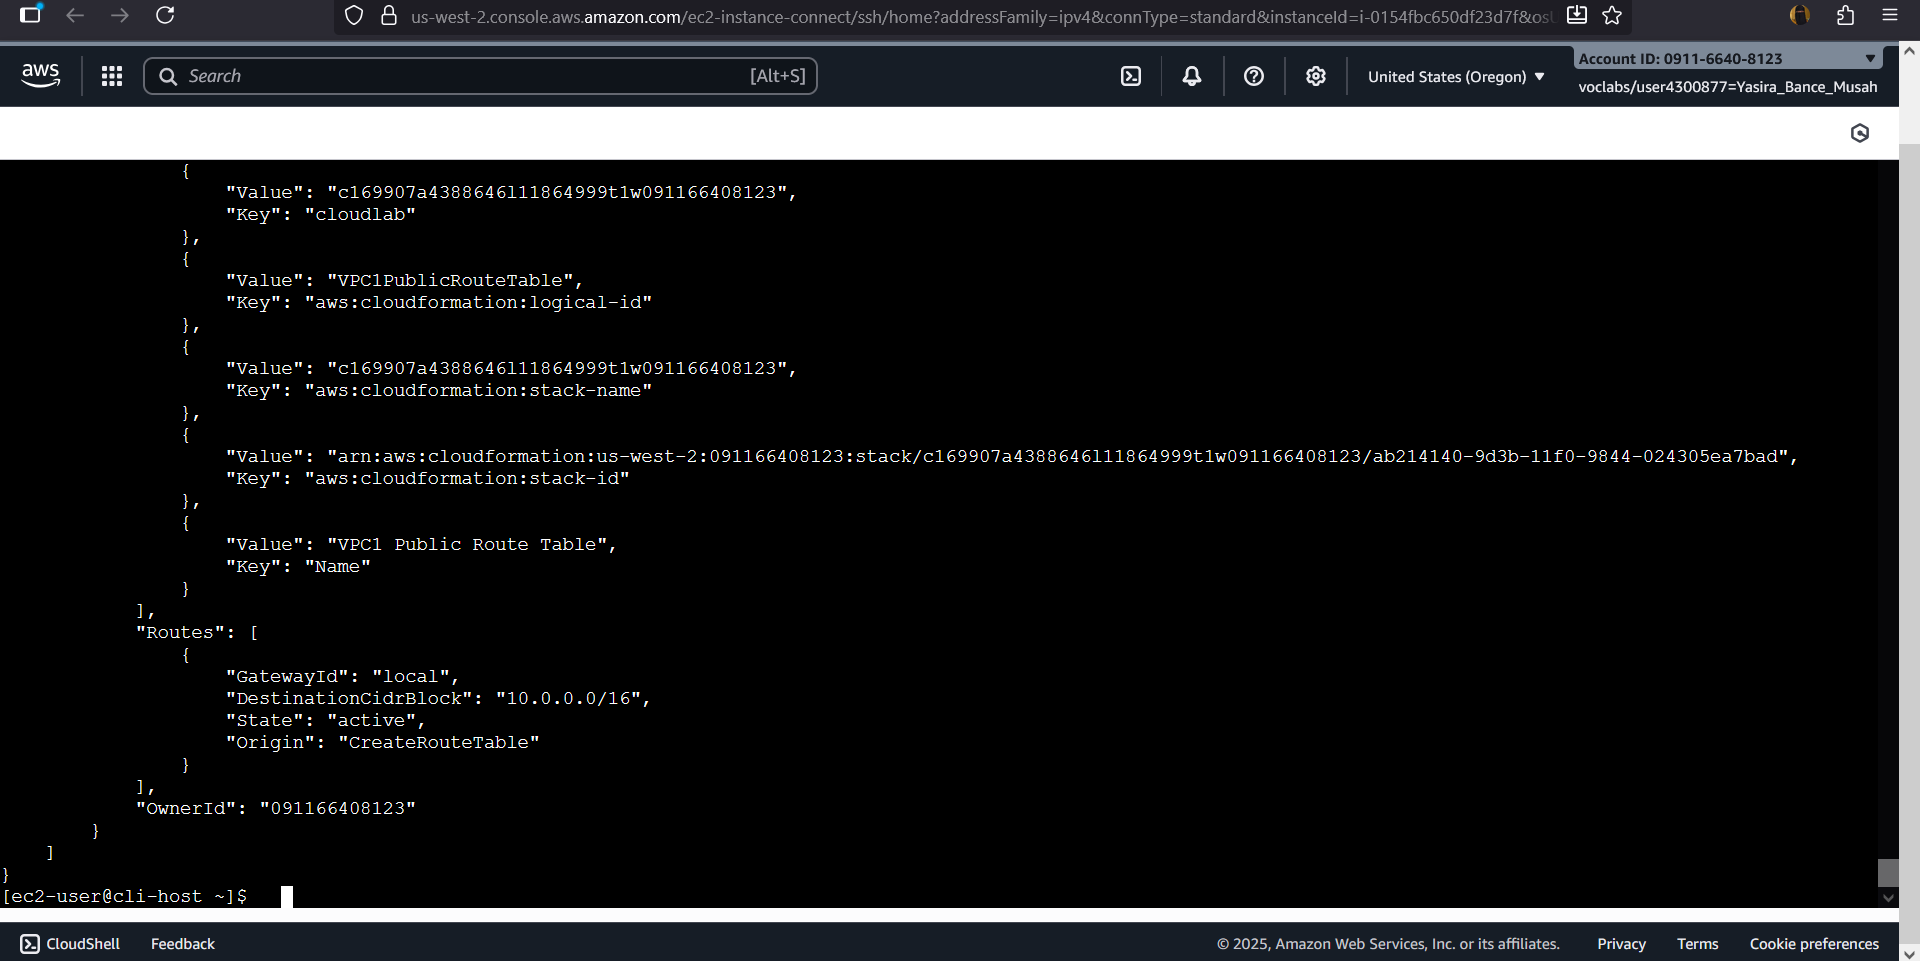 us-west-2.console.aws.amazon.com/ec2-instance-connect/ssh/home?addressFamily=ipv4&connType=standard&instanceId=i-0154fbc650df23d7f&os
aws
Search
[Alt+S]
United States (Oregon)
Account ID: 0911-6640-8123
voclabs/user4300877=Yasira_Bance_Musah
{
"Value": "c169907a4388646l11864999t1w091166408123",
"Key": "cloudlab"
},
{
"Value": "VPC1PublicRouteTable",
"Key": "aws:cloudformation:logical-id"
},
{
"Value": "c169907a4388646l11864999t1w091166408123",
"Key": "aws:cloudformation:stack-name"
},
{
"Value": "arn:aws:cloudformation:us-west-2:091166408123:stack/c169907a4388646l11864999t1w091166408123/ab214140-9d3b-11f0-9844-024305ea7bad",
"Key": "aws:cloudformation:stack-id"
},
{
"Value": "VPC1 Public Route Table",
"Key": "Name"
}
],
"Routes": [
{
"GatewayId": "local",
"DestinationCidrBlock": "10.0.0.0/16",
"State": "active",
"Origin": "CreateRouteTable"
}
],
"OwnerId": "091166408123"
}
]
}
[ec2-user@cli-host ~]$
CloudShell
Feedback
© 2025, Amazon Web Services, Inc. or its affiliates.
Privacy
Terms
Cookie preferences